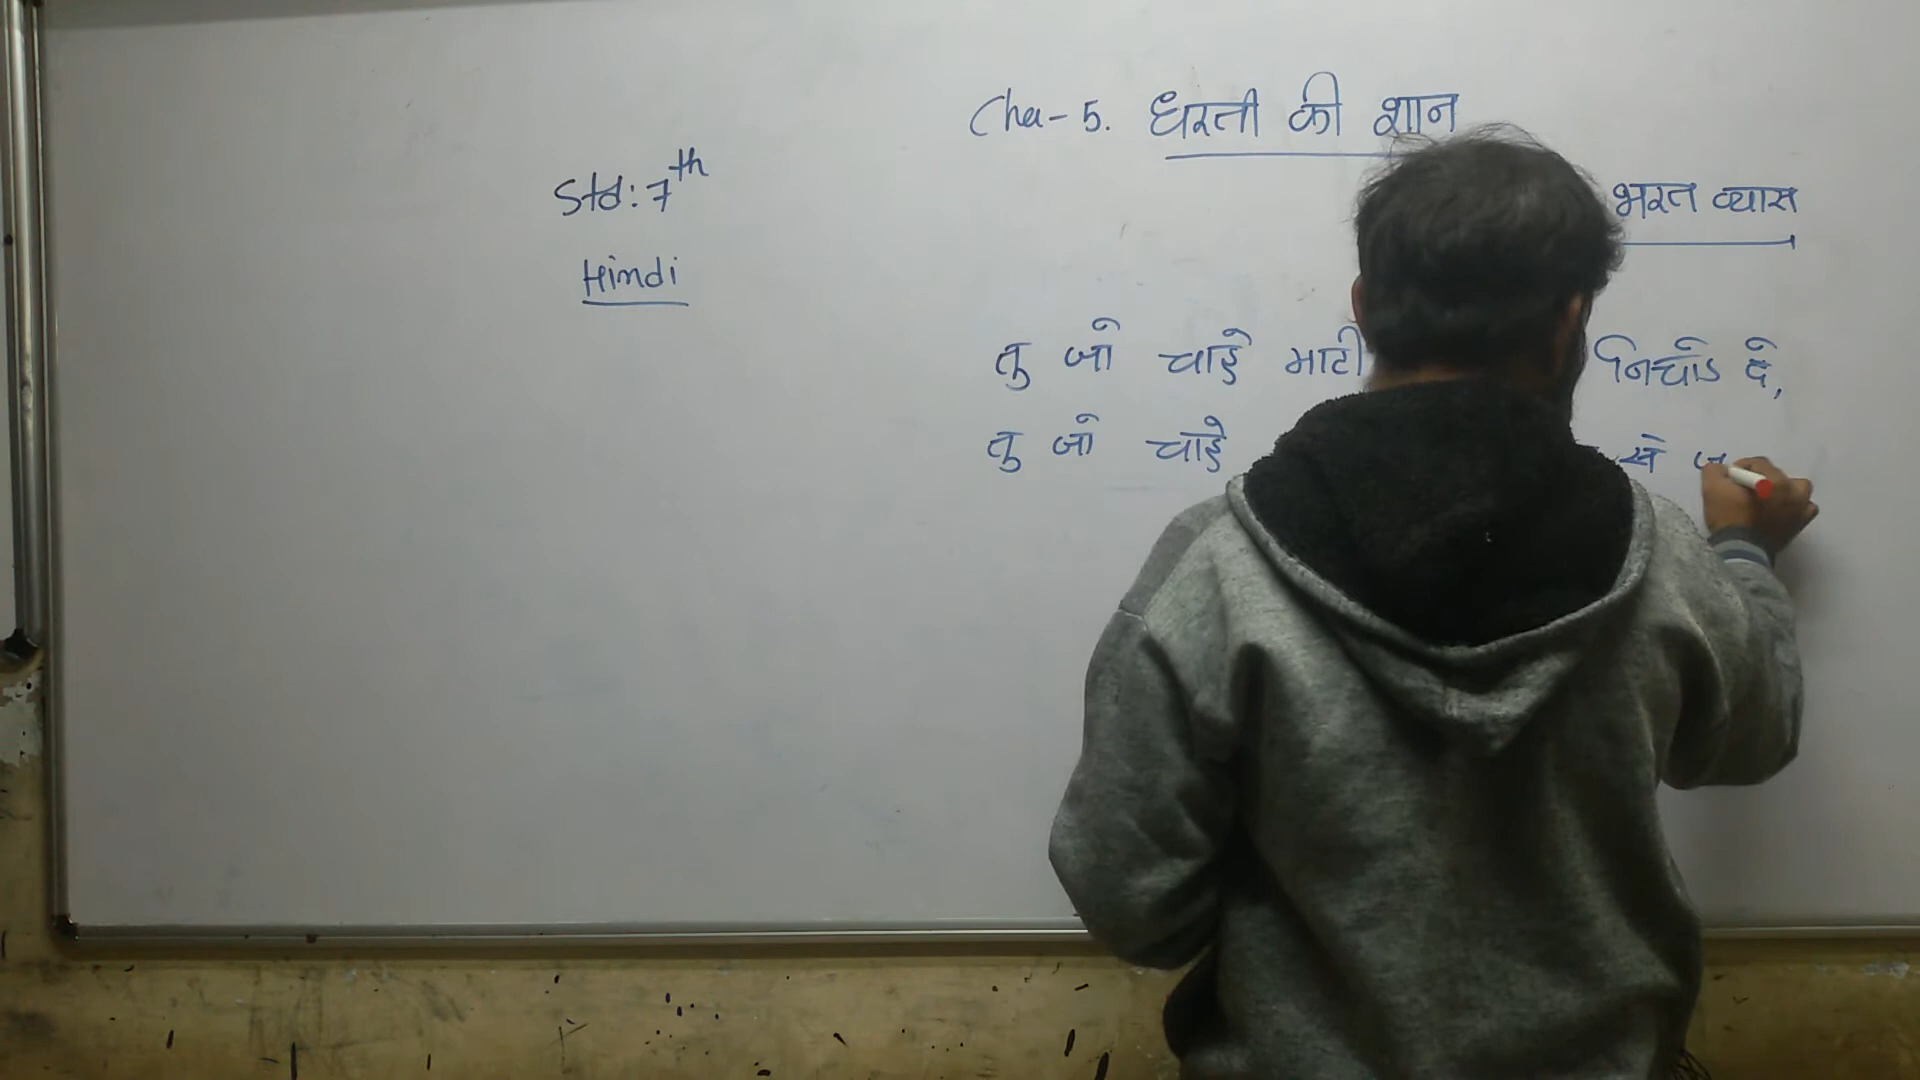 Cha-5. धरती की शान
Std: 7th
भरत व्यास
Hindi
तु जो चाहे माटी निचोड दे,
तु जो चाहे